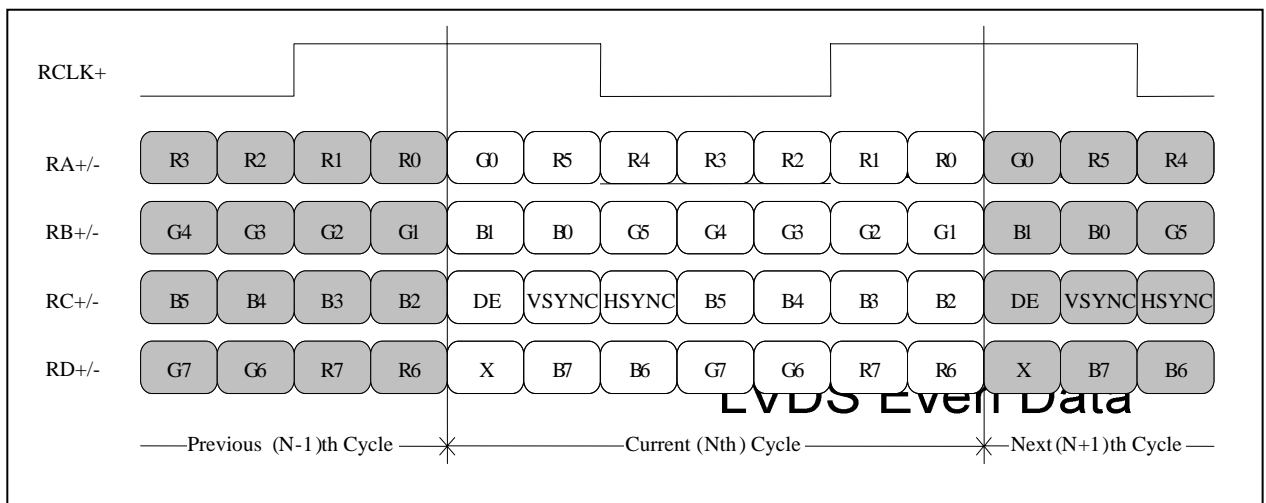 RCLK+
RA+/- R3 R2 R1 R0 G0 R5 R4 R3 R2 R1 R0 G0 R5 R4
RB+/- G4 G3 G2 G1 B1 B0 G5 G4 G3 G2 G1 B1 B0 G5
RC+/- B5 B4 B3 B2 DE VSYNC HSYNC B5 B4 B3 B2 DE VSYNC HSYNC
RD+/- G7 G6 R7 R6 X B7 B6 G7 G6 R7 R6 X B7 B6
LVDS Even Data
Previous (N-1)th Cycle Current (Nth) Cycle Next (N+1)th Cycle